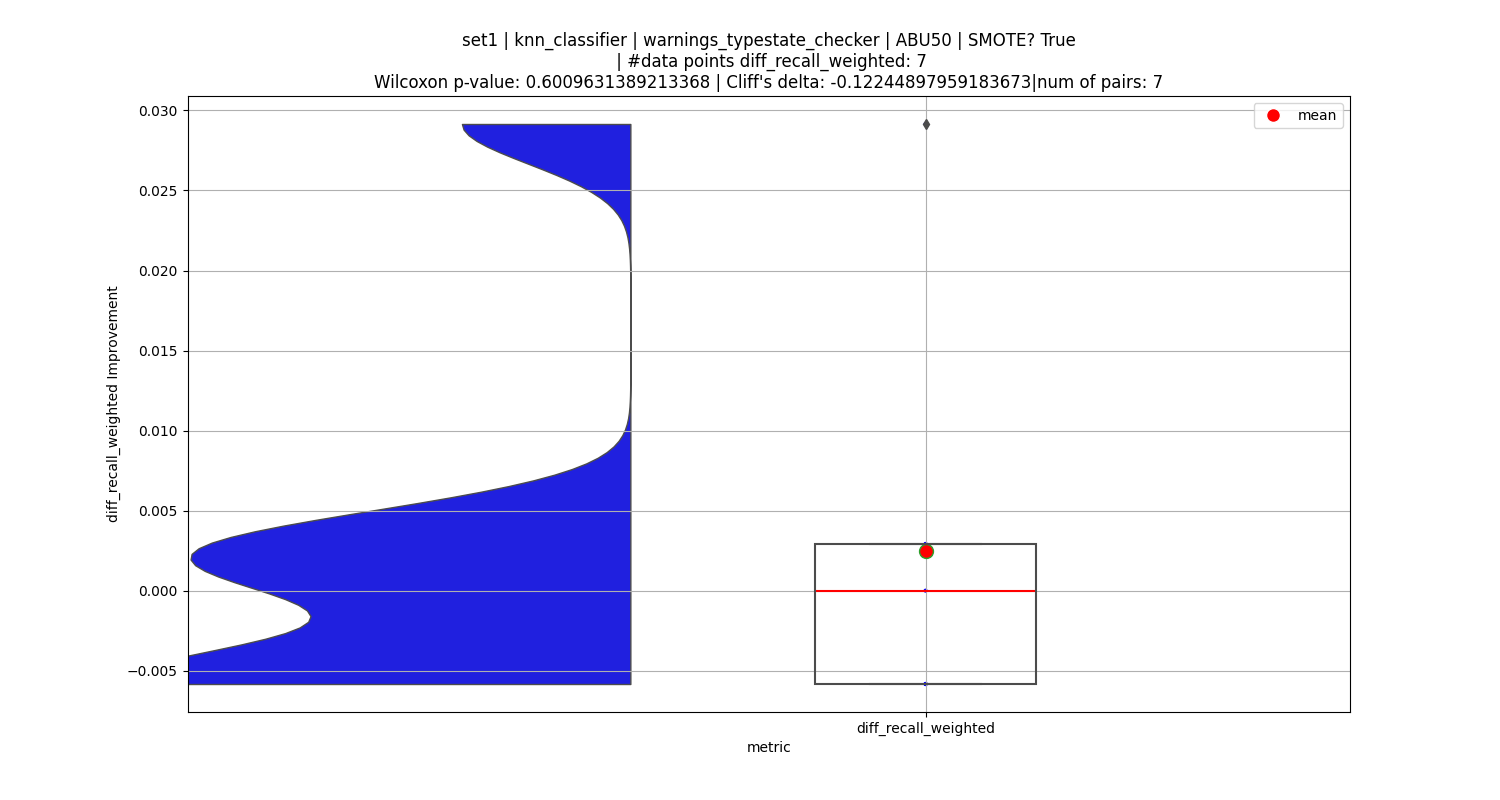 set1 | knn_classifier | warnings_typestate_checker | ABU50 | SMOTE? True
| #data points diff_recall_weighted: 7
Wilcoxon p-value: 0.6009631389213368 | Cliff's delta: -0.12244897959183673|num of pairs: 7
mean
0.030
0.025
0.020
0.015
0.010
0.005
0.000
−0.005
diff_recall_weighted Improvement
diff_recall_weighted
metric